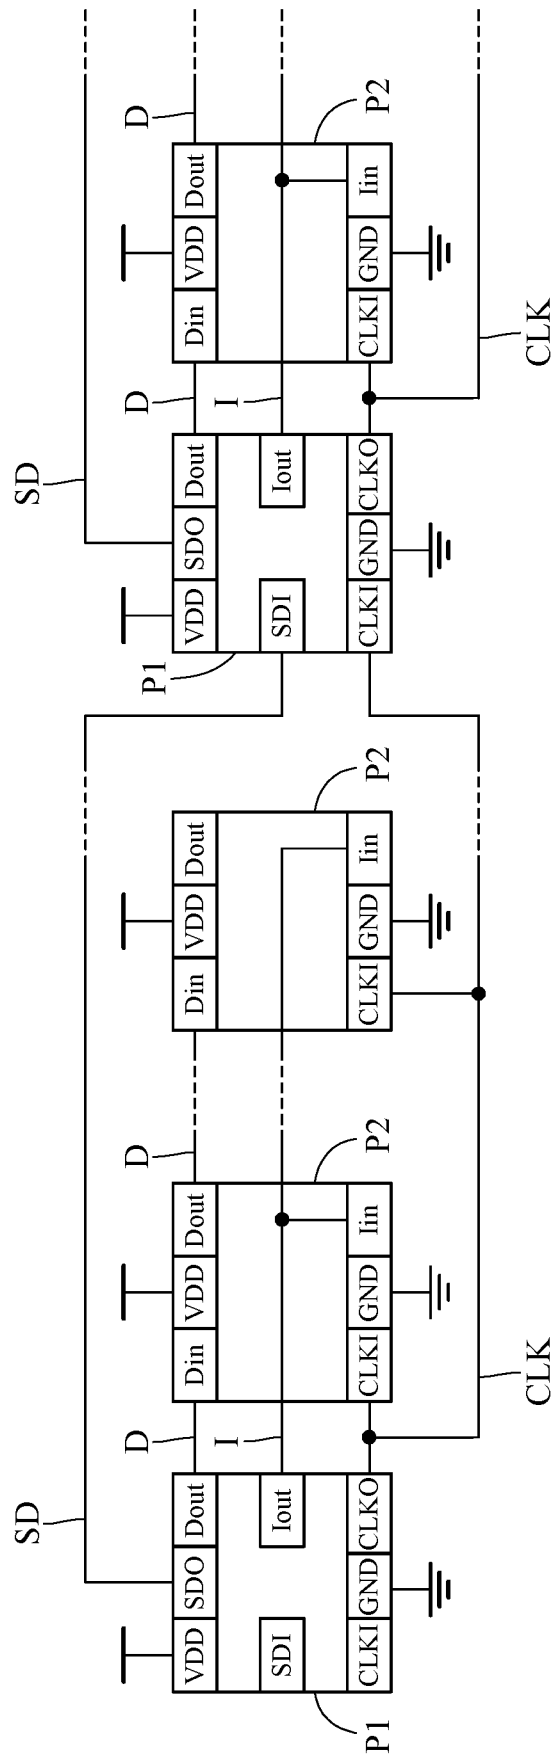 SD
SD
D
D
D
D
VDD
SDO
Dout
Din
VDD
Dout
Din
VDD
Dout
VDD
SDO
Dout
Din
VDD
Dout
I
I
SDI
Iout
SDI
Iout
P1
CLKI
GND
CLKO
CLKI
GND
Iin
P2
CLKI
GND
Iin
P2
P1
CLKI
GND
CLKO
CLKI
GND
Iin
P2
CLK
CLK